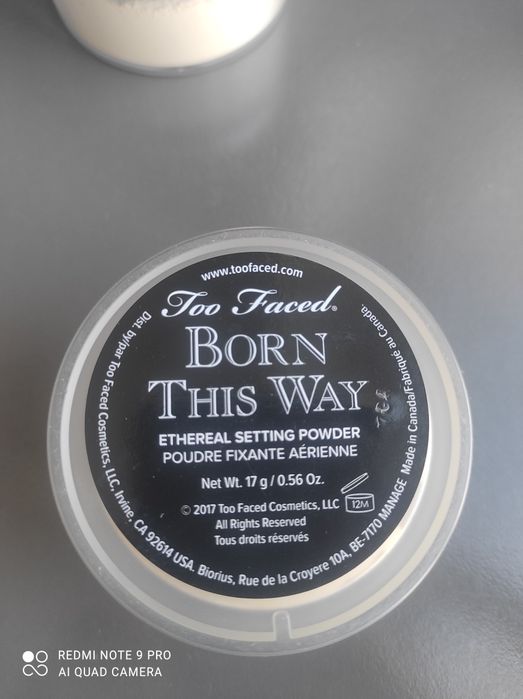 www.toofaced.com
Too Faced®
BORN
THIS WAY
ETHEREAL SETTING POWDER
POUDRE FIXANTE AÉRIENNE
Net Wt. 17 g / 0.56 Oz.
© 2017 Too Faced Cosmetics, LLC
All Rights Reserved
Tous droits réservés
12M
Dist. by/par Too Faced Cosmetics, LLC, Irvine, CA 92614 USA. Biorius, Rue de la Croyere 10A, BE-7170 MANAGE Made in Canada/Fabriqué au Canada.
REDMI NOTE 9 PRO
AI QUAD CAMERA